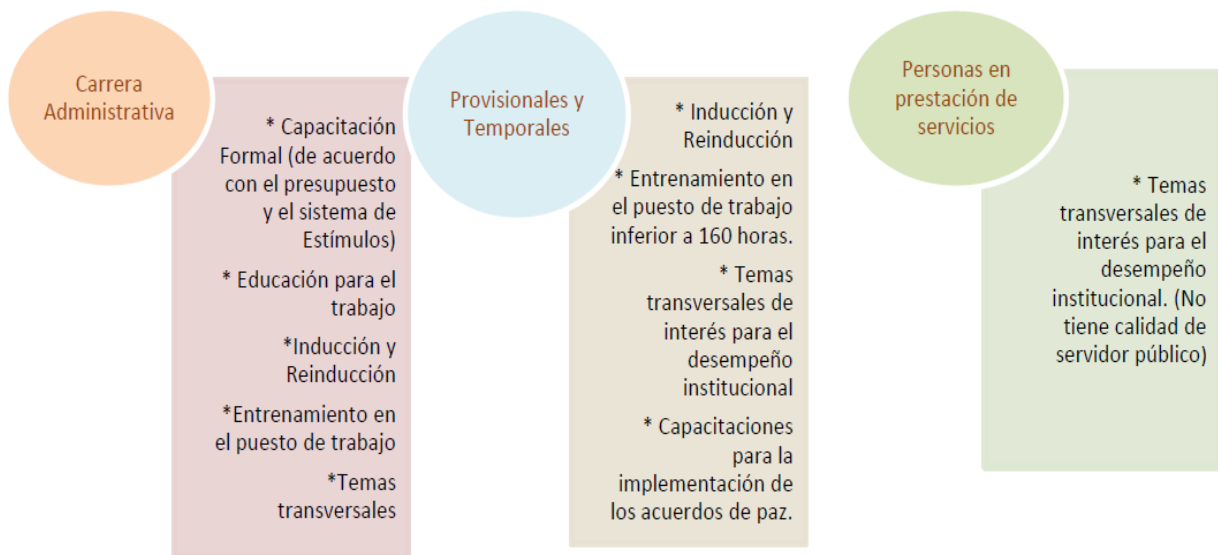 Carrera
Administrativa
* Capacitación
Formal (de acuerdo
con el presupuesto
y el sistema de
Estímulos)
* Educación para el
trabajo
*Inducción y
Reinducción
*Entrenamiento en
el puesto de trabajo
*Temas
transversales
Provisionales y
Temporales
* Inducción y
Reinducción
* Entrenamiento en
el puesto de trabajo
inferior a 160 horas.
* Temas
transversales de
interés para el
desempeño
institucional
* Capacitaciones
para la
implementación de
los acuerdos de paz.
Personas en
prestación de
servicios
* Temas
transversales de
interés para el
desempeño
institucional. (No
tiene calidad de
servidor público)